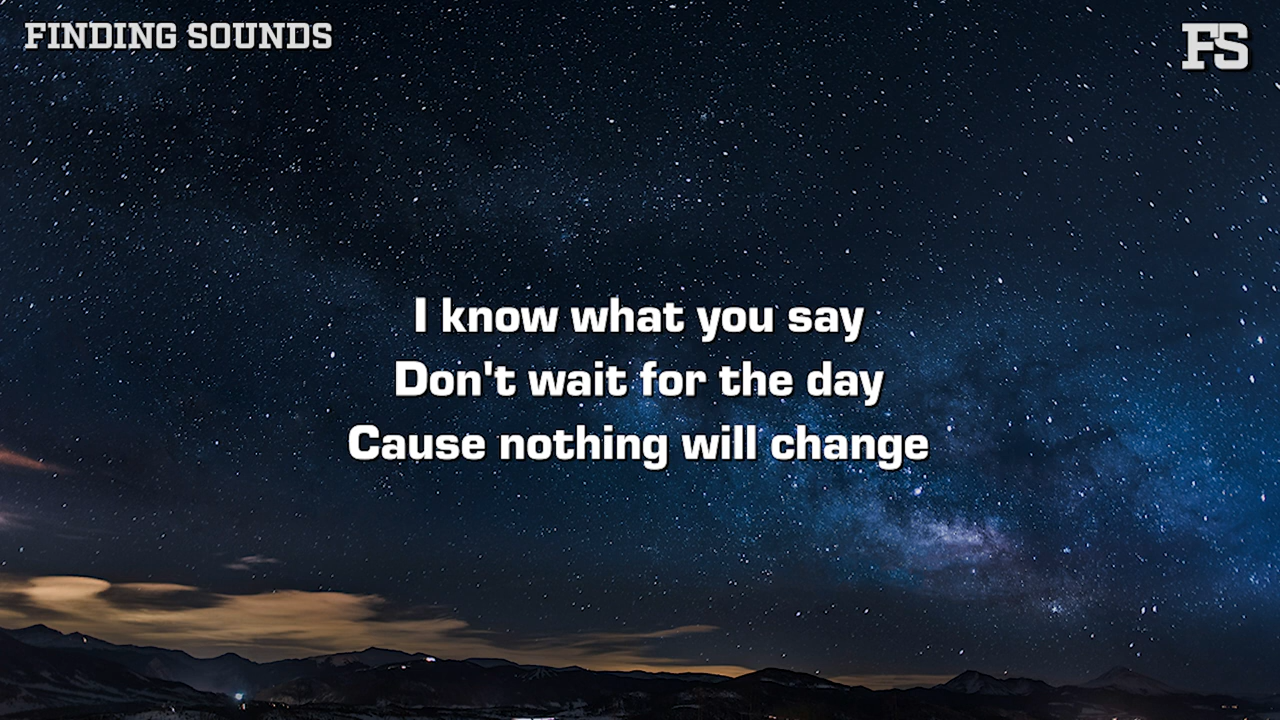 FINDING SOUNDS
FS
I know what you say
Don't wait for the day
Cause nothing will change